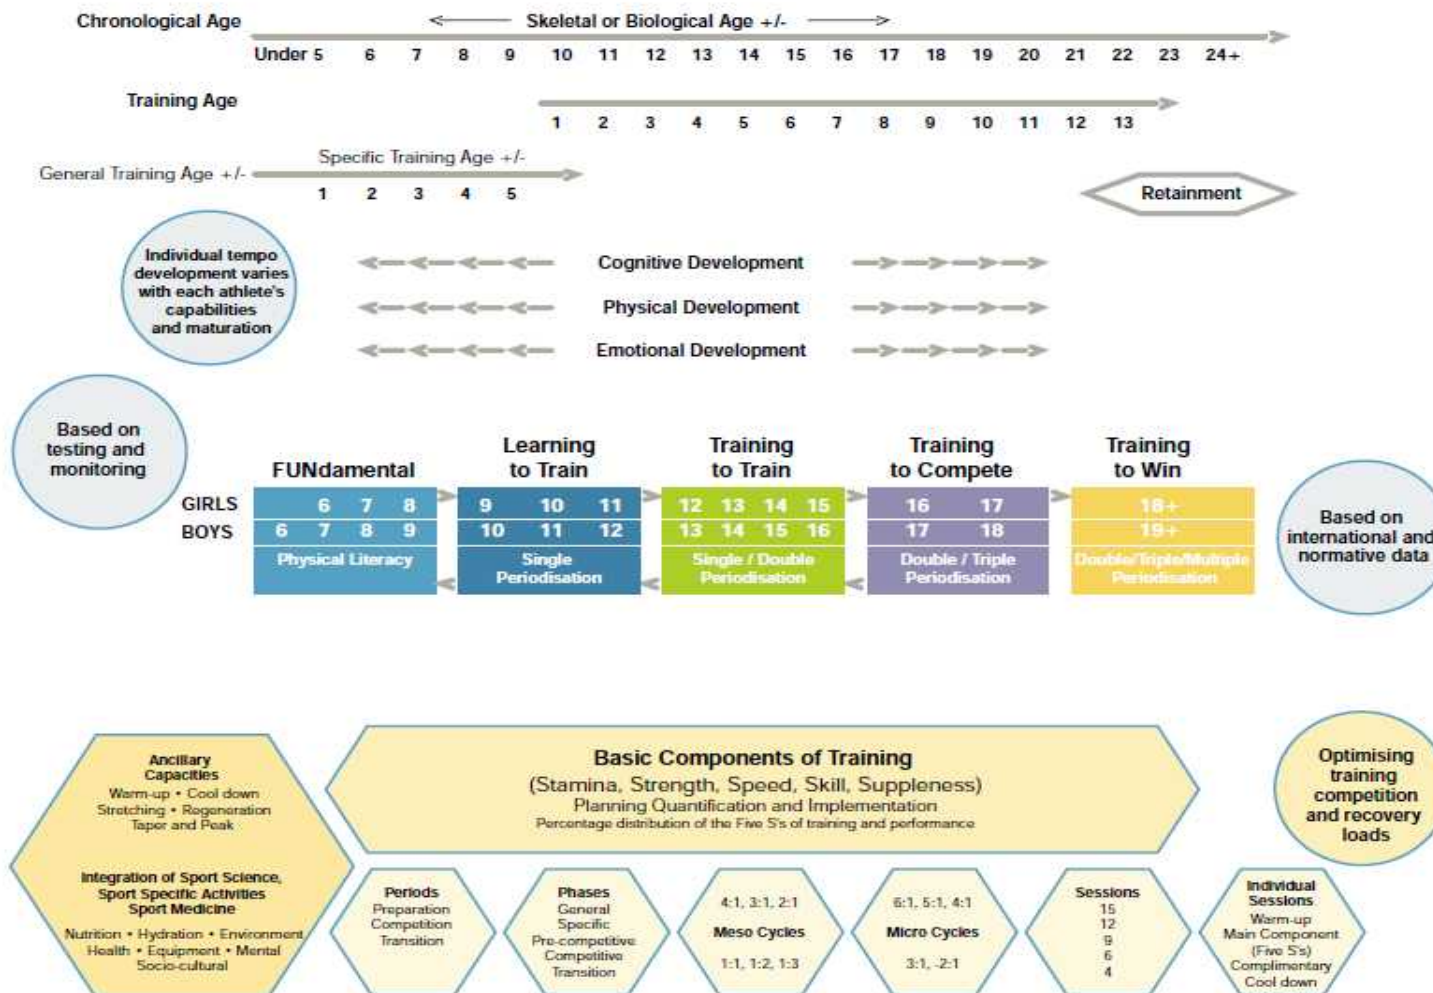 Chronological Age
Skeletal or Biological Age +/-
Under 5 6 7 8 9 10 11 12 13 14 15 16 17 18 19 20 21 22 23 24+
Training Age
1 2 3 4 5 6 7 8 9 10 11 12 13
Specific Training Age +/-
General Training Age +/-
1 2 3 4 5
Retainment
Individual tempo
development varies
with each athlete's
capabilities
and maturation
Cognitive Development
Physical Development
Emotional Development
Based on
testing and
monitoring
FUNdamental
Learning
to Train
Training
to Train
Training
to Compete
Training
to Win
GIRLS 6 7 8 9 10 11 12 13 14 15 16 17 18+
BOYS 6 7 8 9 10 11 12 13 14 15 16 17 18 19+
Physical Literacy
Single
Periodisation
Single / Double
Periodisation
Double / Triple
Periodisation
Double/Triple/Multiple
Periodisation
Based on
international and
normative data
Ancillary
Capacities
Warm-up • Cool down
Stretching • Regeneration
Taper and Peak
Integration of Sport Science,
Sport Specific Activities
Sport Medicine
Nutrition • Hydration • Environment
Health • Equipment • Mental
Socio-cultural
Basic Components of Training
(Stamina, Strength, Speed, Skill, Suppleness)
Planning Quantification and Implementation
Percentage distribution of the Five S's of training and performance
Optimising
training
competition
and recovery
loads
Periods
Preparation
Competition
Transition
Phases
General
Specific
Pre-competitive
Competitive
Transition
4:1, 3:1, 2:1
Meso Cycles
1:1, 1:2, 1:3
6:1, 5:1, 4:1
Micro Cycles
3:1, -2:1
Sessions
15
12
9
6
4
Individual
Sessions
Warm-up
Main Component
(Five S's)
Complimentary
Cool down